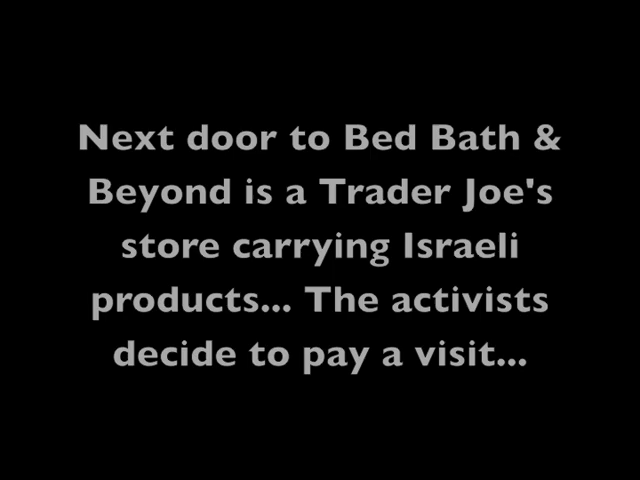 Next door to Bed Bath &
Beyond is a Trader Joe's
store carrying Israeli
products... The activists
decide to pay a visit...